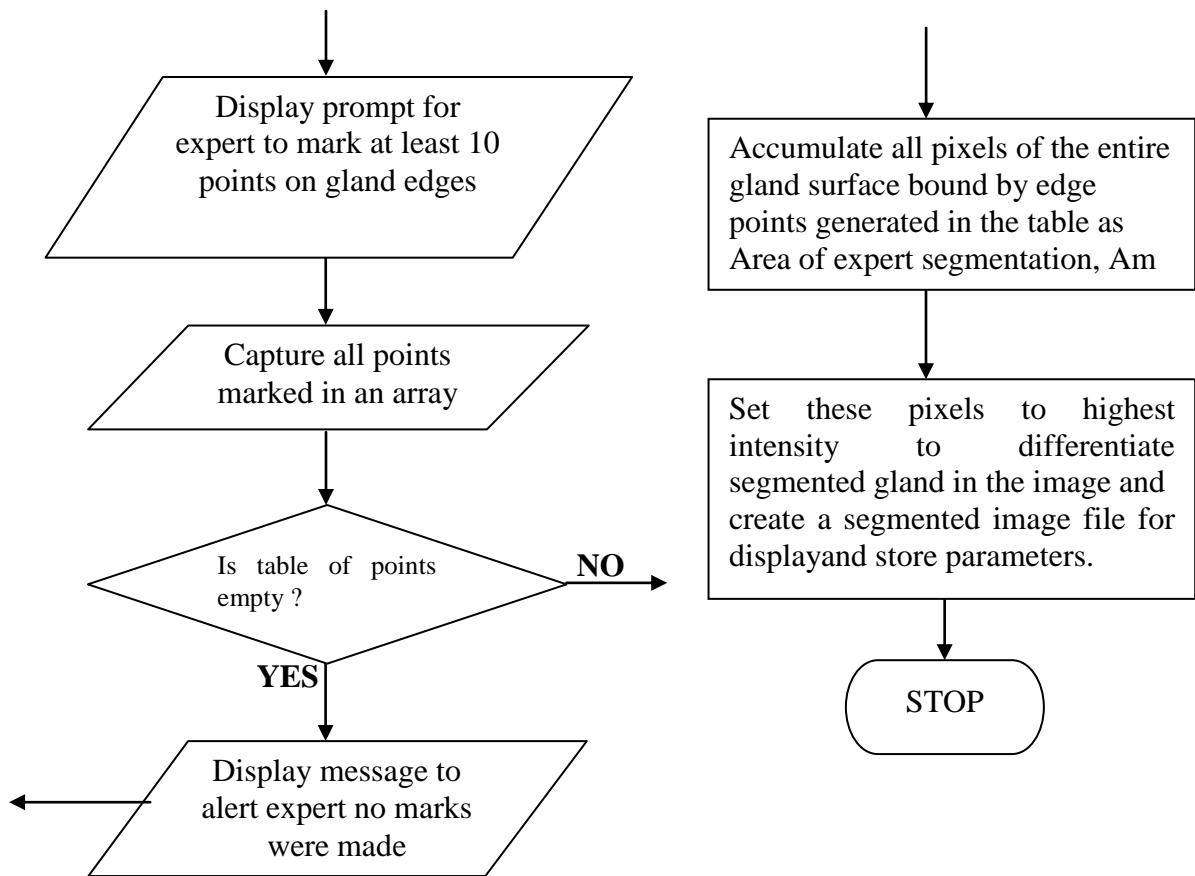 Display prompt for
expert to mark at least 10
points on gland edges
Capture all points
marked in an array
Is table of points
empty ?
NO
YES
Display message to
alert expert no marks
were made
Accumulate all pixels of the entire
gland surface bound by edge
points generated in the table as
Area of expert segmentation, Am
Set these pixels to highest
intensity to differentiate
segmented gland in the image and
create a segmented image file for
displayand store parameters.
STOP